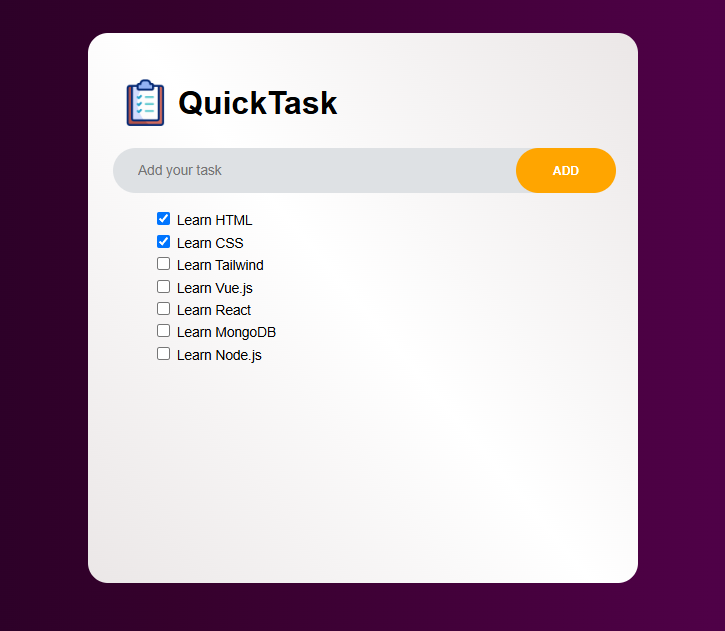 QuickTask
Add your task
ADD
Learn HTML
Learn CSS
Learn Tailwind
Learn Vue.js
Learn React
Learn MongoDB
Learn Node.js